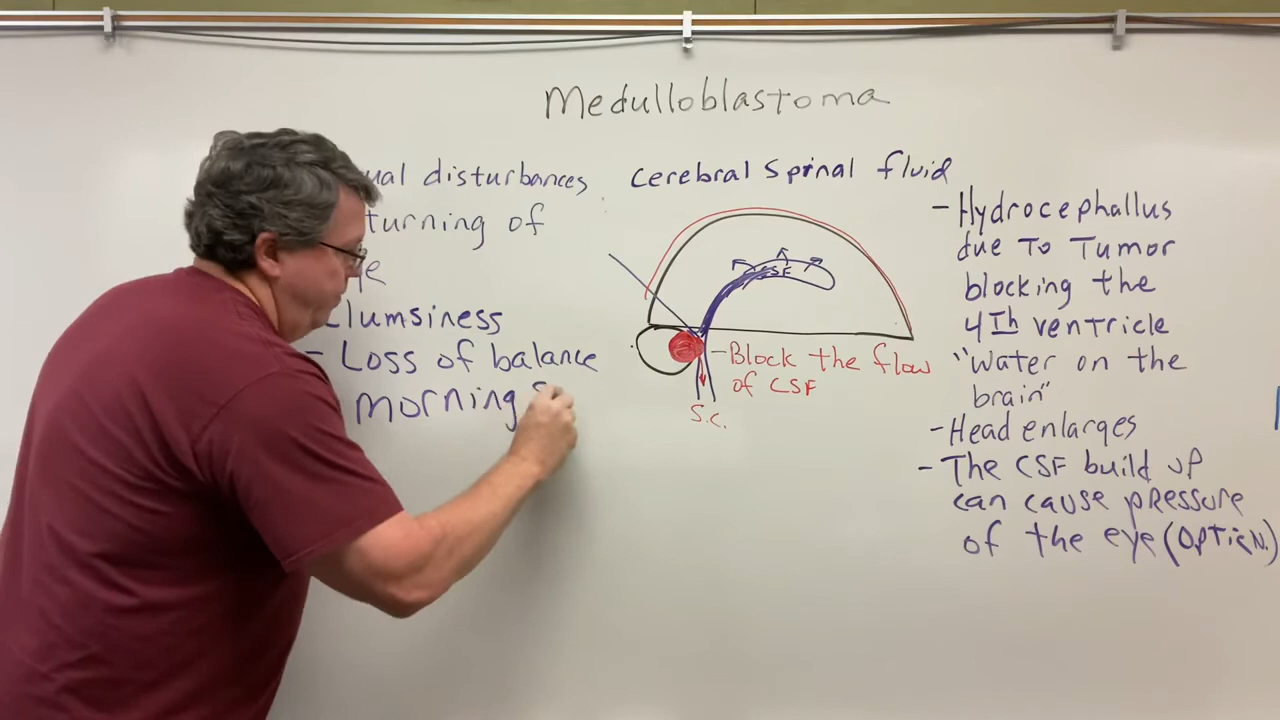 Medulloblastoma
ual disturbances
turning of
e
lumsiness
- Loss of balance
morning S
Cerebral Spinal fluid
CSF
- Block the flow
of CSF
S.C.
- Hydrocephallus
due To Tumor
blocking the
4Th ventricle
"Water on the
brain"
- Head enlarges
- The CSF build up
can cause pressure
of the eye (OPTICN.)